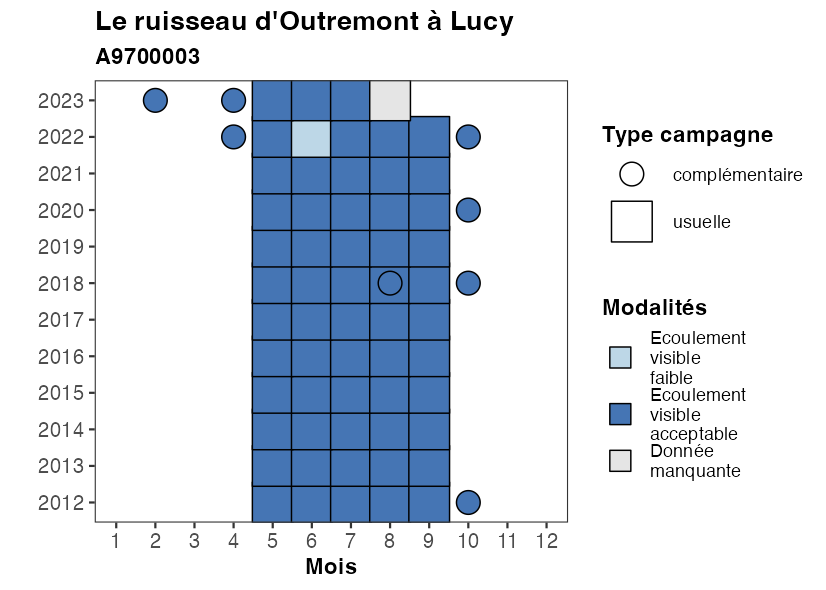 Le ruisseau d'Outremont à Lucy
A9700003
2023
2022
2021
2020
2019
2018
2017
2016
2015
2014
2013
2012
1 2 3 4 5 6 7 8 9 10 11 12
Mois
Type campagne
complémentaire
usuelle
Modalités
Ecoulement
visible
faible
Ecoulement
visible
acceptable
Donnée
manquante